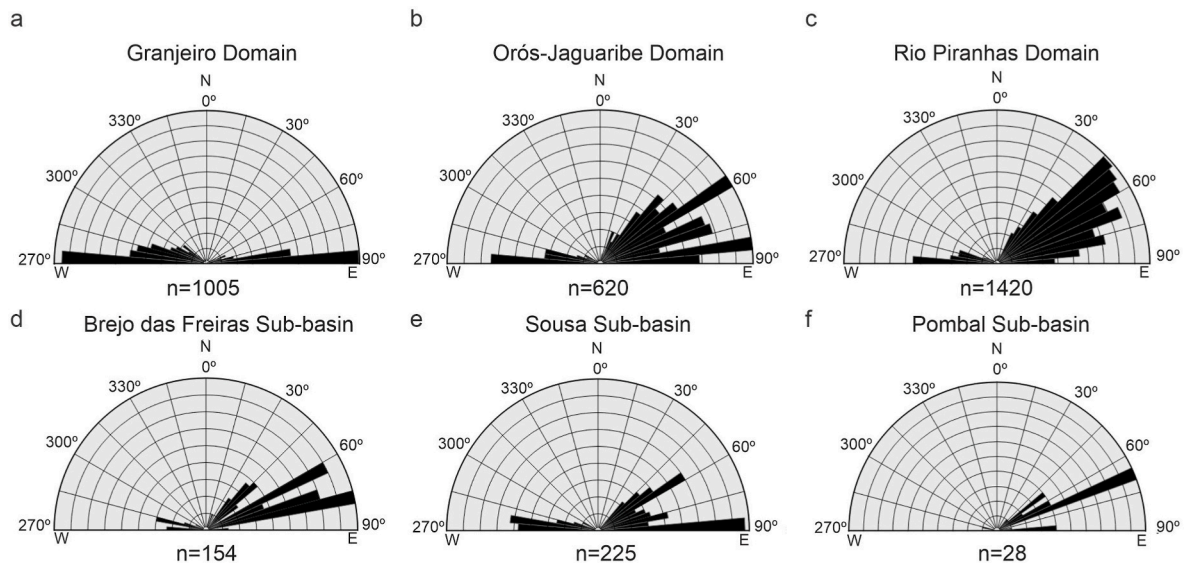 a
Granjeiro Domain
N
0º
330º
30º
300º
60º
270º
90º
W
E
n=1005
b
Orós-Jaguaribe Domain
N
0º
330º
30º
300º
60º
270º
90º
W
E
n=620
c
Rio Piranhas Domain
N
0º
330º
30º
300º
60º
270º
90º
W
E
n=1420
d
Brejo das Freiras Sub-basin
N
0º
330º
30º
300º
60º
270º
90º
W
E
n=154
e
Sousa Sub-basin
N
0º
330º
30º
300º
60º
270º
90º
W
E
n=225
f
Pombal Sub-basin
N
0º
330º
30º
300º
60º
270º
90º
W
E
n=28